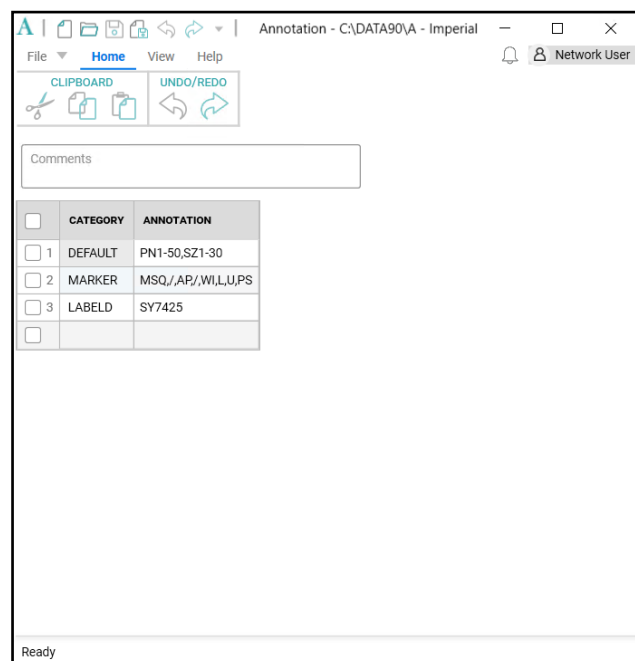 A Annotation - C:\DATA90\A - Imperial
File Home View Help Network User
CLIPBOARD UNDO/REDO
Comments
CATEGORY ANNOTATION
1 DEFAULT PN1-50,SZ1-30
2 MARKER MSQ,/,AP,/,WI,L,U,PS
3 LABELD SY7425
Ready